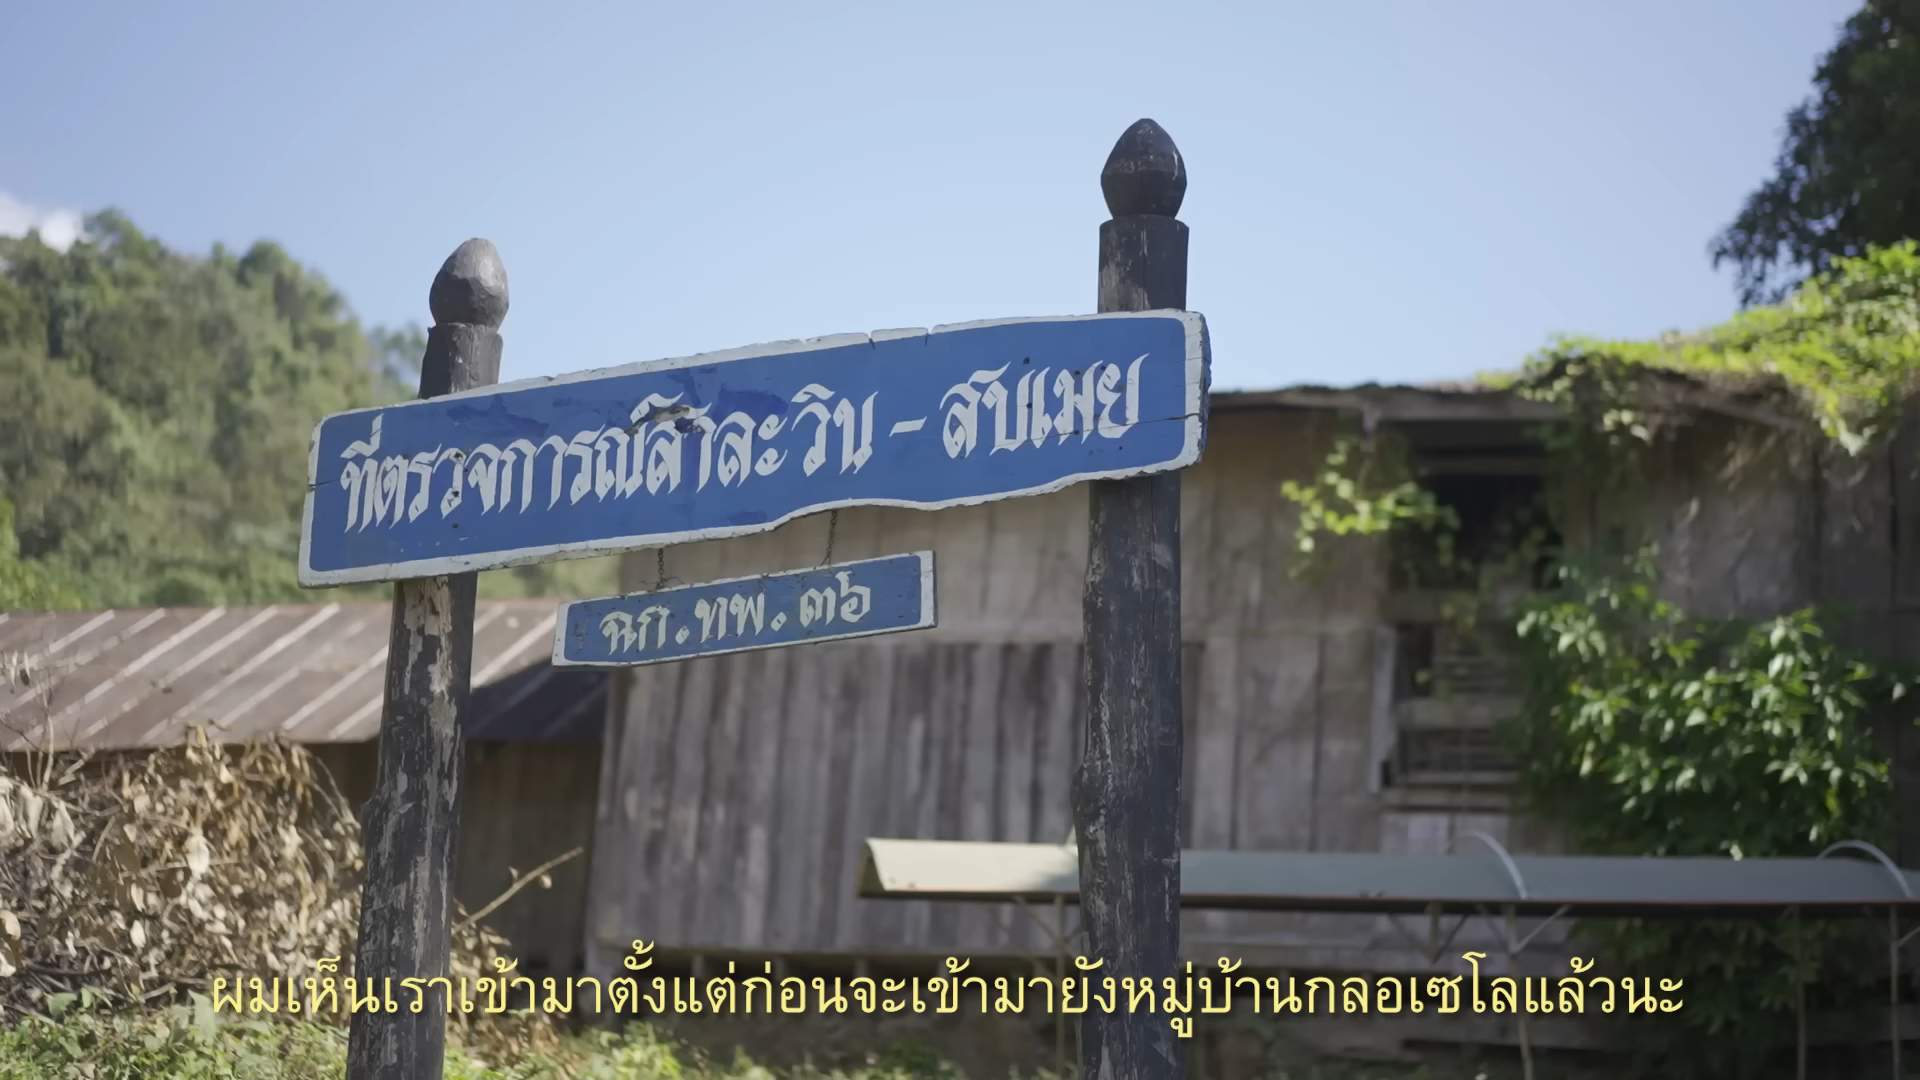 ที่ตรวจการณ์สาละวิน - สบเมย
ฉก.ทพ.๓๖
ผมเห็นเราเข้ามาตั้งแต่ก่อนจะเข้ามายังหมู่บ้านกลอเซโลแล้วนะ